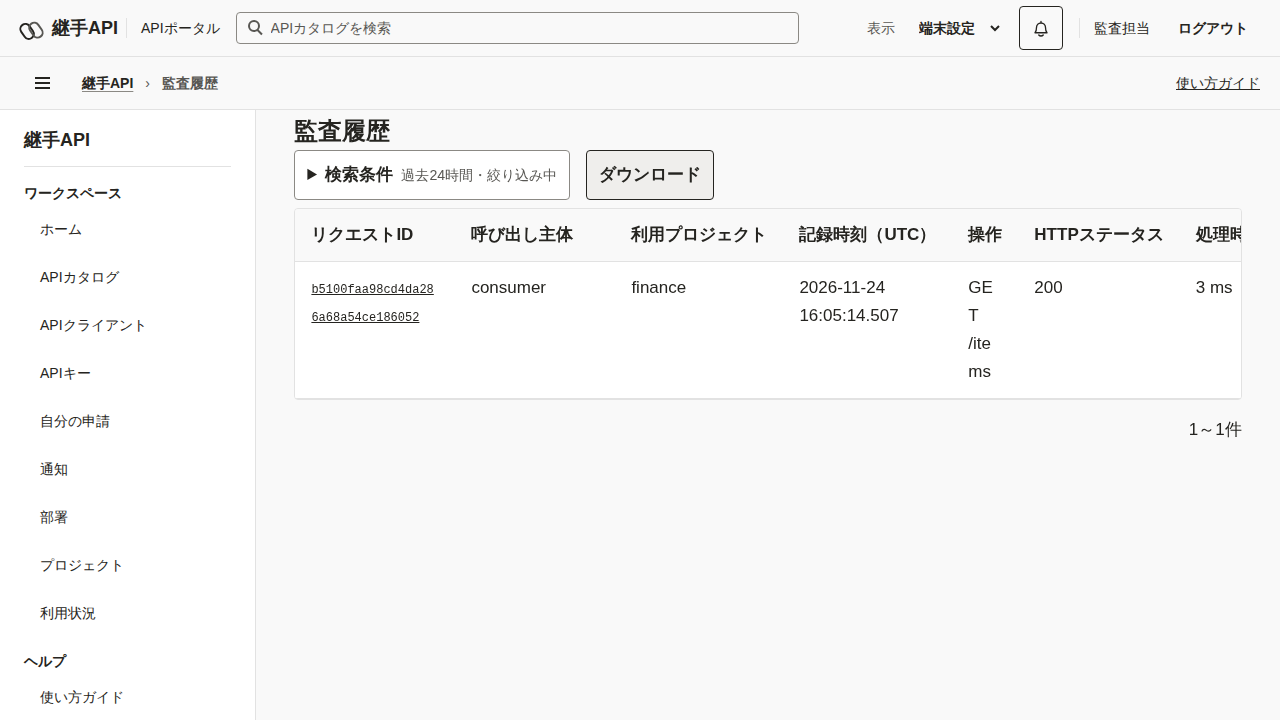 継手API
APIポータル
APIカタログを検索
表示
端末設定
監査担当
ログアウト
継手API › 監査履歴
使い方ガイド
継手API
ワークスペース
ホーム
APIカタログ
APIクライアント
APIキー
自分の申請
通知
部署
プロジェクト
利用状況
ヘルプ
使い方ガイド
監査履歴
▶ 検索条件 過去24時間・絞り込み中
ダウンロード
リクエストID 呼び出し主体 利用プロジェクト 記録時刻（UTC） 操作 HTTPステータス 処理時
b5100faa98cd4da28 consumer finance 2026-11-24 GE 200 3 ms
6a68a54ce186052 16:05:14.507 T
/ite
ms
1～1件